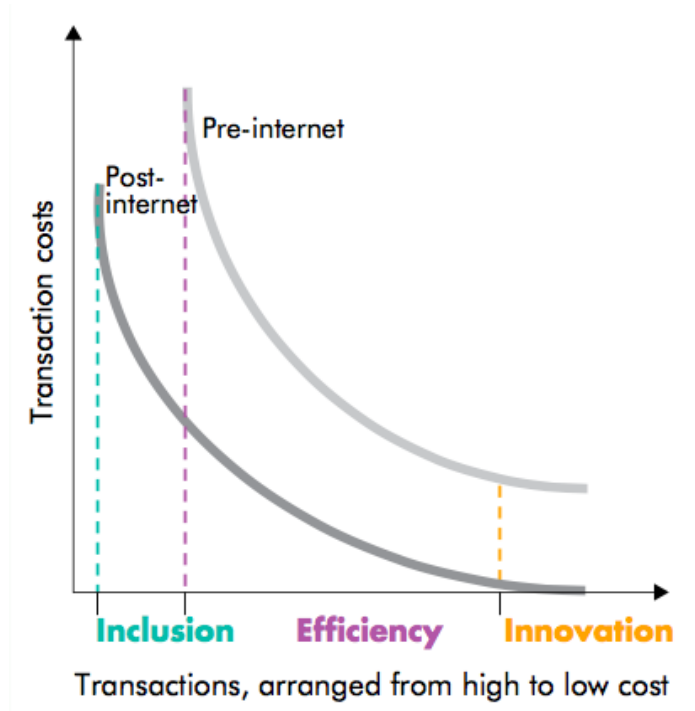 Pre-internet
Post-
internet
Transaction costs
Inclusion
Efficiency
Innovation
Transactions, arranged from high to low cost